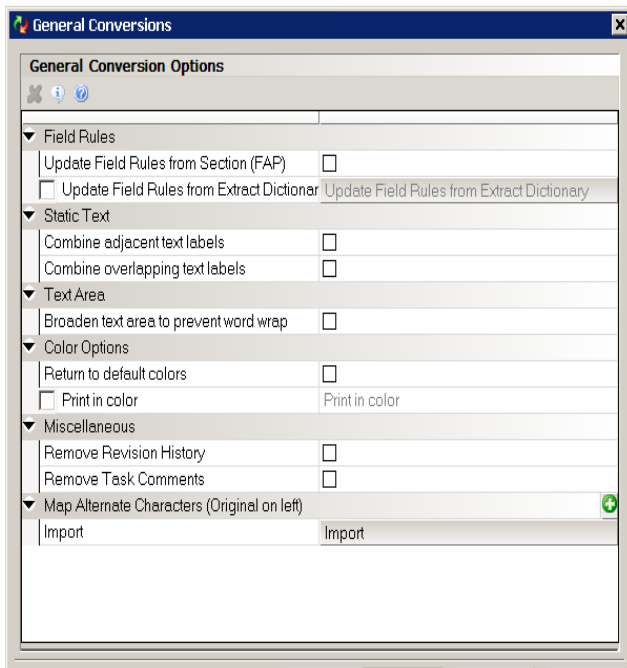 General Conversions
General Conversion Options
Field Rules
Update Field Rules from Section (FAP)
Update Field Rules from Extract Dictionar Update Field Rules from Extract Dictionary
Static Text
Combine adjacent text labels
Combine overlapping text labels
Text Area
Broaden text area to prevent word wrap
Color Options
Return to default colors
Print in color Print in color
Miscellaneous
Remove Revision History
Remove Task Comments
Map Alternate Characters (Original on left)
Import Import